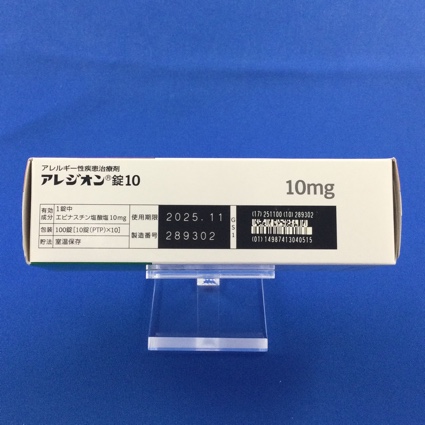 アレルギー性疾患治療剤
アレジオン®錠10
10mg
有効成分 1錠中 エピナスチン塩酸塩10mg
包装 100錠[10錠(PTP)×10]
貯法 室温保存
使用期限 2025.11
製造番号 289302
GS1
(17)251100(10)289302
(01)14987413040515